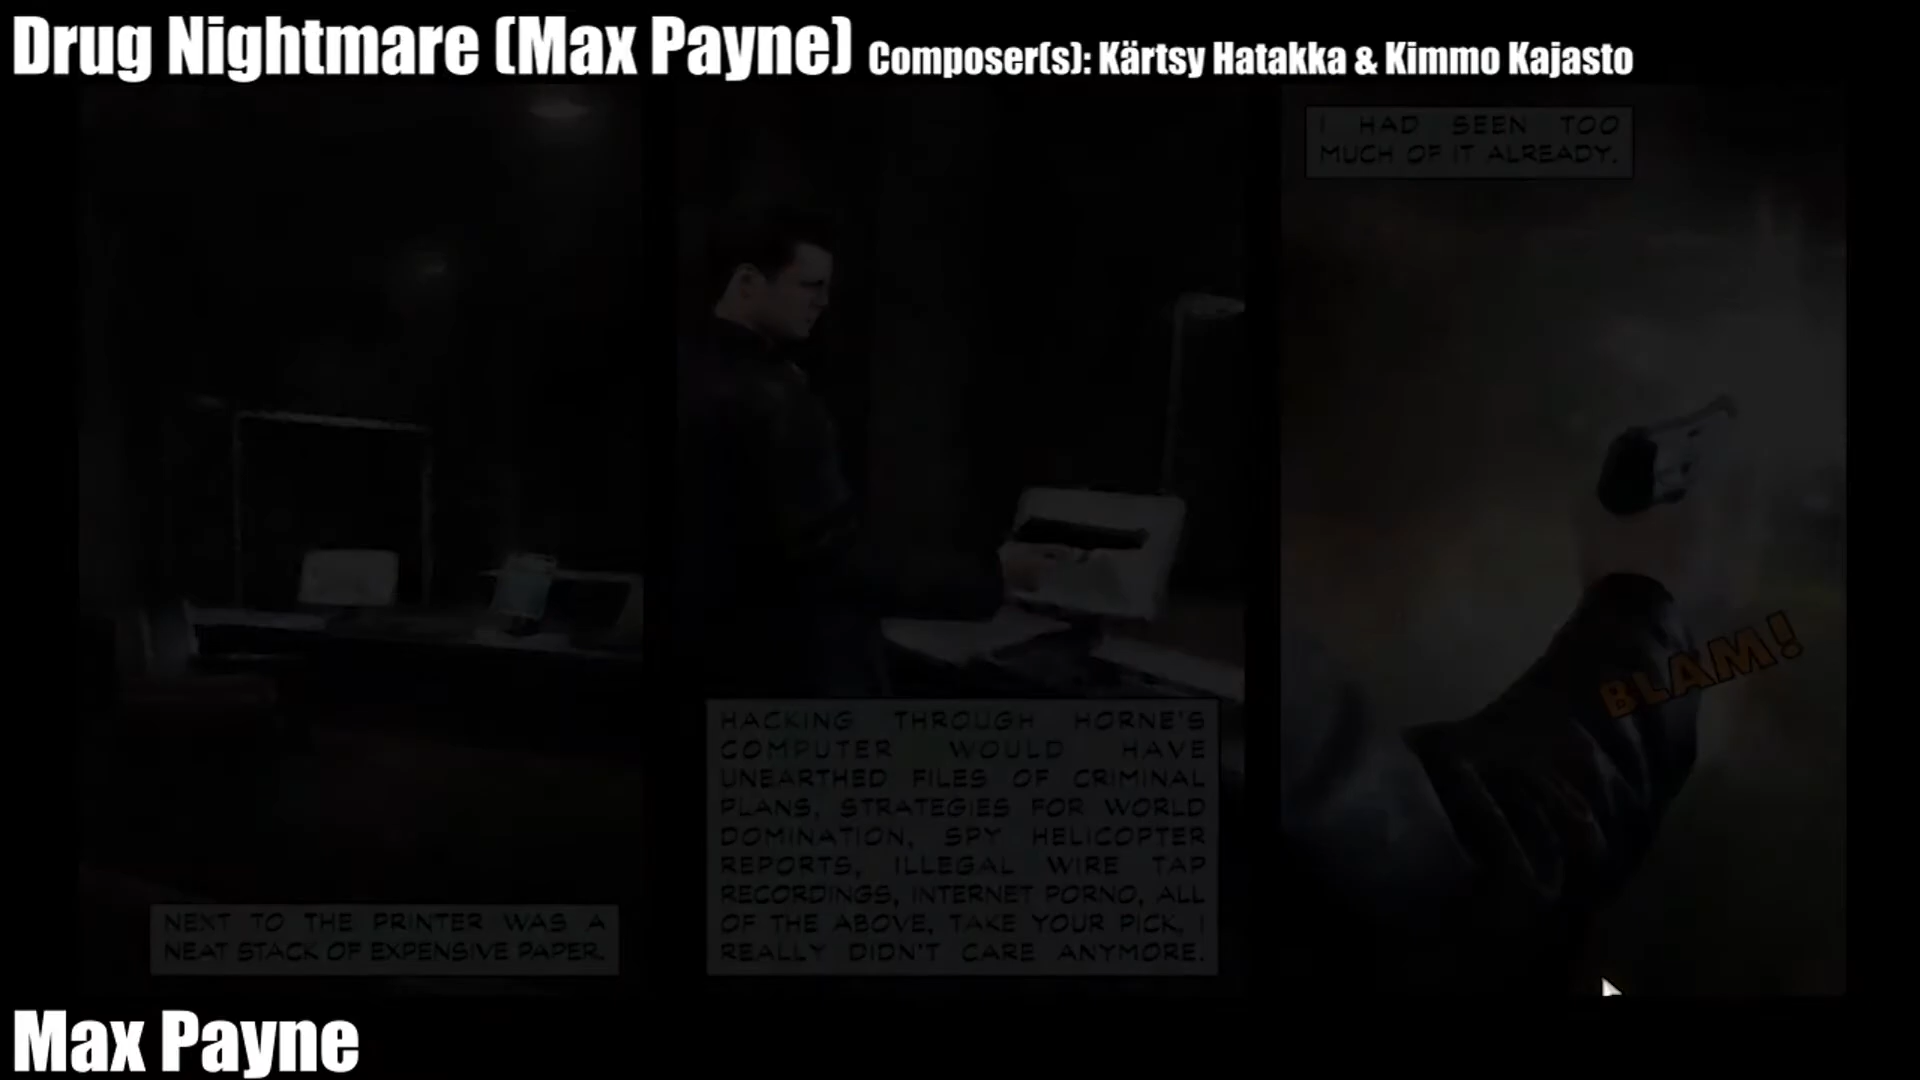 Drug Nightmare (Max Payne) Composer(s): Kärtsy Hatakka & Kimmo Kajasto
NEXT TO THE PRINTER WAS A
NEAT STACK OF EXPENSIVE PAPER.
HACKING THROUGH HORNE'S
COMPUTER WOULD HAVE
UNEARTHED FILES OF CRIMINAL
PLANS, STRATEGIES FOR WORLD
DOMINATION, SPY HELICOPTER
REPORTS, ILLEGAL WIRE TAP
RECORDINGS, INTERNET PORNO, ALL
OF THE ABOVE, TAKE YOUR PICK, I
REALLY DIDN'T CARE ANYMORE.
I HAD SEEN TOO
MUCH OF IT ALREADY.
BLAM!
Max Payne